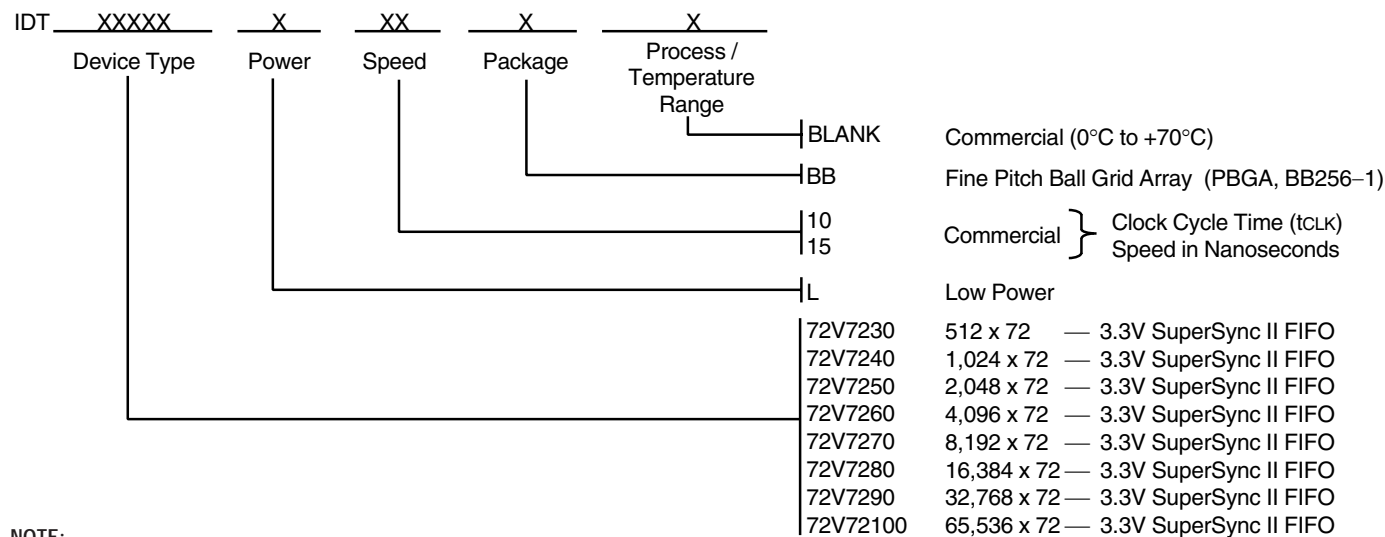 IDT XXXXX X XX X X
Device Type Power Speed Package Process /
Temperature
Range
BLANK Commercial (0°C to +70°C)
BB Fine Pitch Ball Grid Array (PBGA, BB256–1)
10
15
Commercial } Clock Cycle Time (tCLK)
Speed in Nanoseconds
L Low Power
72V7230 512 x 72 — 3.3V SuperSync II FIFO
72V7240 1,024 x 72 — 3.3V SuperSync II FIFO
72V7250 2,048 x 72 — 3.3V SuperSync II FIFO
72V7260 4,096 x 72 — 3.3V SuperSync II FIFO
72V7270 8,192 x 72 — 3.3V SuperSync II FIFO
72V7280 16,384 x 72 — 3.3V SuperSync II FIFO
72V7290 32,768 x 72 — 3.3V SuperSync II FIFO
72V72100 65,536 x 72 — 3.3V SuperSync II FIFO
NOTE: